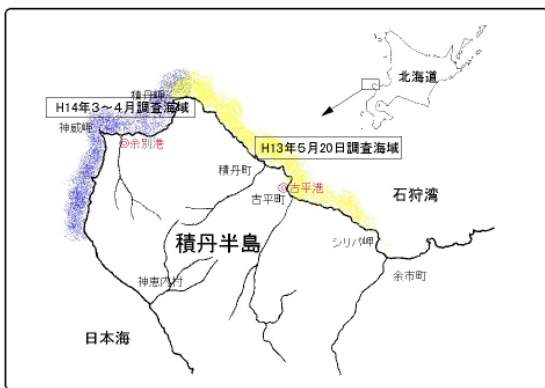 北海道
積丹岬
H14年3～4月調査海域
神威岬
◎余別港
H13年5月20日調査海域
積丹町
◎古平港
古平町
石狩湾
シリパ岬
積丹半島
余市町
神恵内村
日本海